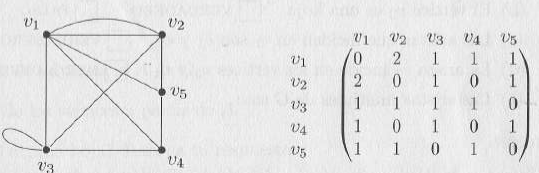 v₁ v₂
v₅
v₃ v₄
v₁ v₂ v₃ v₄ v₅
v₁ 0 2 1 1 1
v₂ 2 0 1 0 1
v₃ 1 1 1 1 0
v₄ 1 0 1 0 1
v₅ 1 1 0 1 0